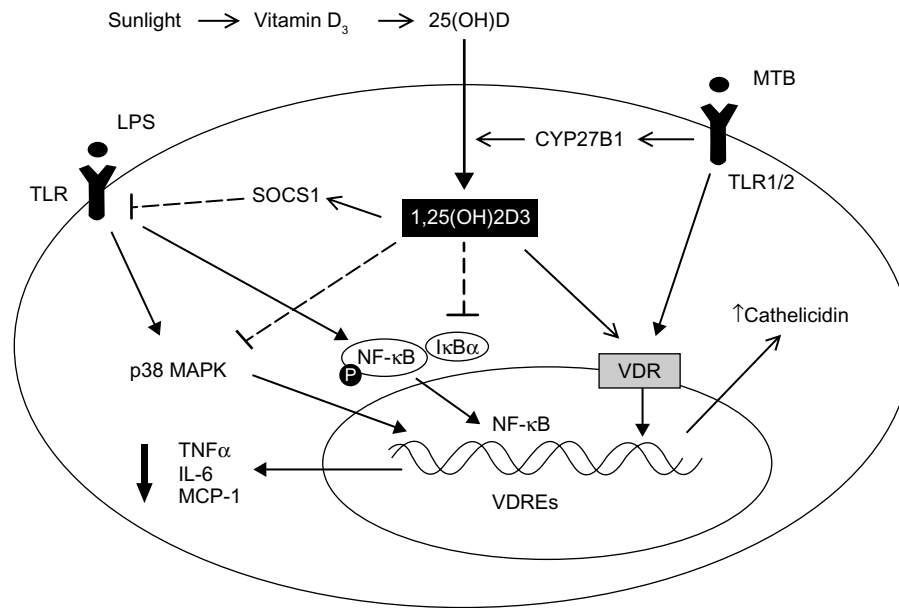 Sunlight → Vitamin D3 → 25(OH)D
MTB
LPS
CYP27B1
TLR
SOCS1
TLR1/2
1,25(OH)2D3
↑Cathelicidin
IκBα
NF-κB
P
p38 MAPK
VDR
NF-κB
TNFα
IL-6
MCP-1
VDREs